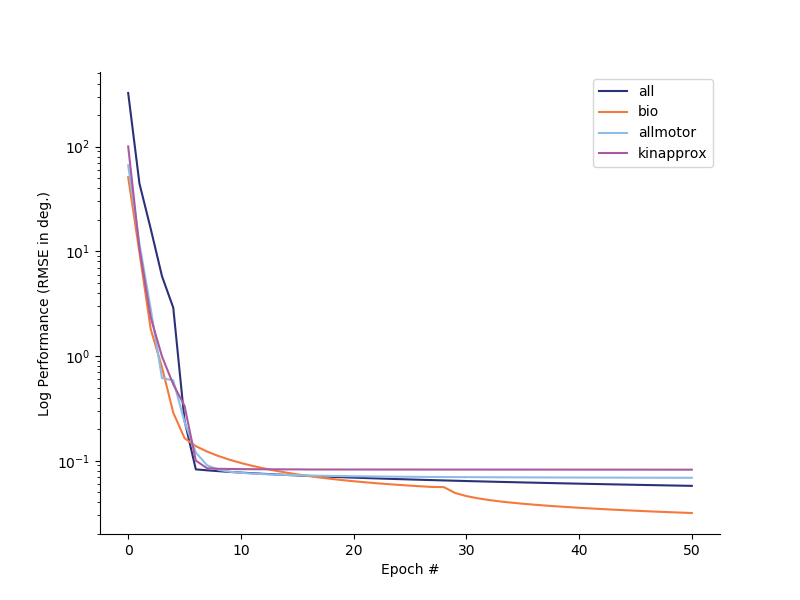 all
bio
allmotor
kinapprox
10²
10¹
10⁰
10⁻¹
Log Performance (RMSE in deg.)
0 10 20 30 40 50
Epoch #